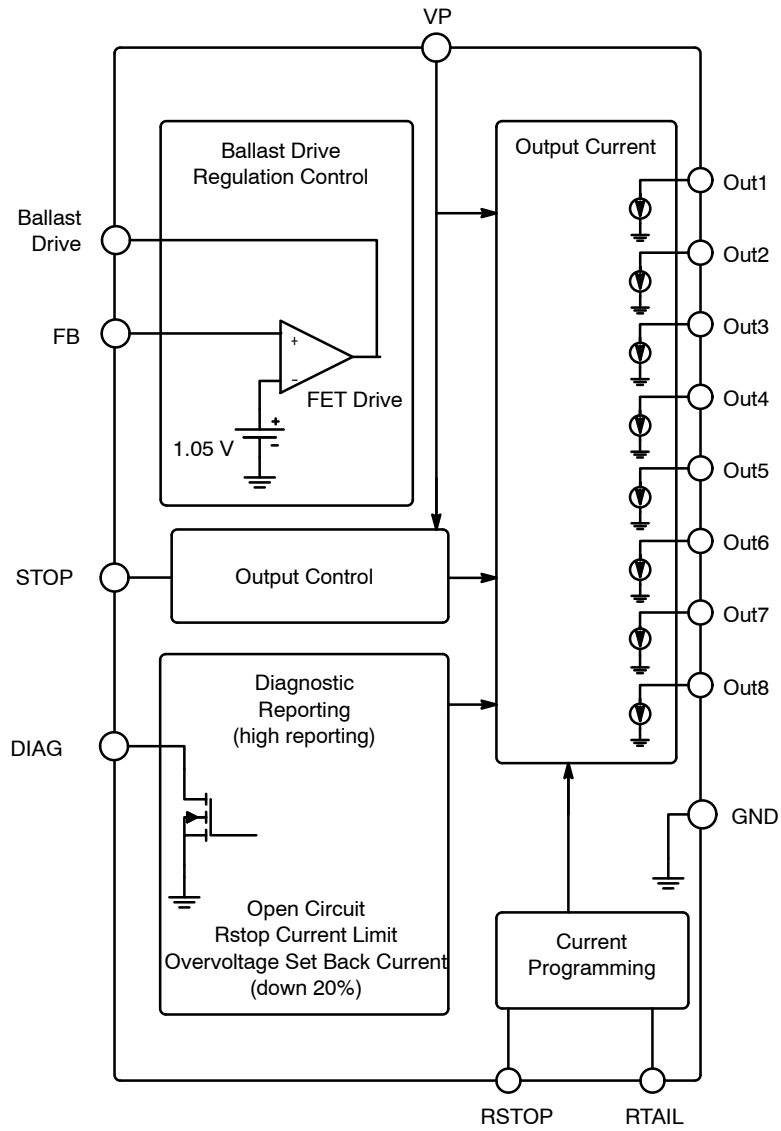 VP
Ballast Drive
Regulation Control
Output Current
Out1
Ballast
Drive
Out2
FB
+
Out3
−
FET Drive
Out4
+
1.05 V
−
Out5
Out6
STOP
Output Control
Out7
Diagnostic
Reporting
(high reporting)
Out8
DIAG
GND
Open Circuit
Rstop Current Limit
Overvoltage Set Back Current
(down 20%)
Current
Programming
RSTOP
RTAIL